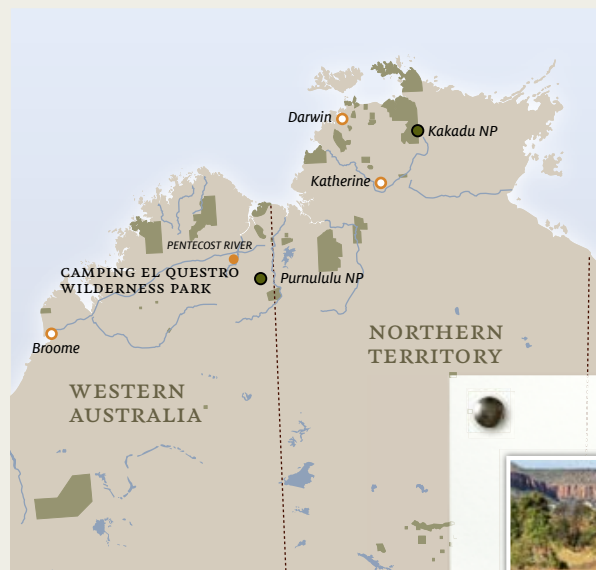 Darwin
Kakadu NP
Katherine
PENTECOST RIVER
CAMPING EL QUESTRO
WILDERNESS PARK
Purnululu NP
NORTHERN
TERRITORY
Broome
WESTERN
AUSTRALIA